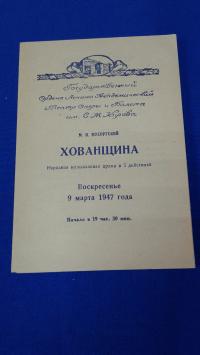 Государственный
Ордена Ленина Академический
Театр Оперы и Балета
им. С. М. Кирова
М. П. МУСОРГСКИЙ
ХОВАНЩИНА
Народная музыкальная драма в 5 действиях
Воскресенье
9 марта 1947 года
Начало в 19 час. 30 мин.